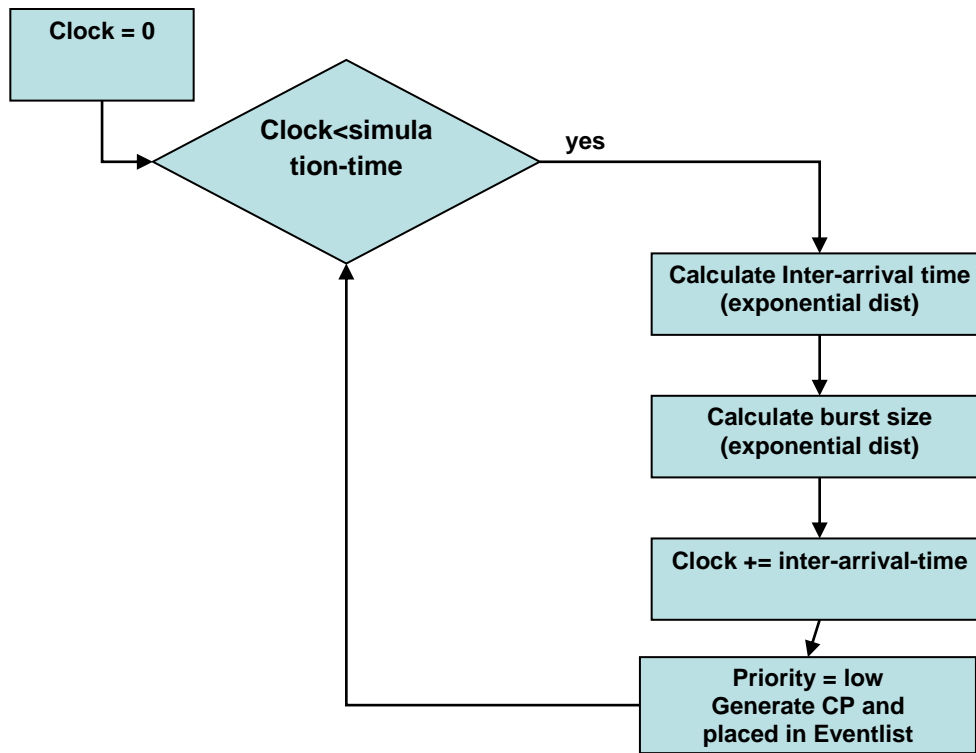 Clock = 0
Clock<simula
tion-time
yes
Calculate Inter-arrival time
(exponential dist)
Calculate burst size
(exponential dist)
Clock += inter-arrival-time
Priority = low
Generate CP and
placed in Eventlist